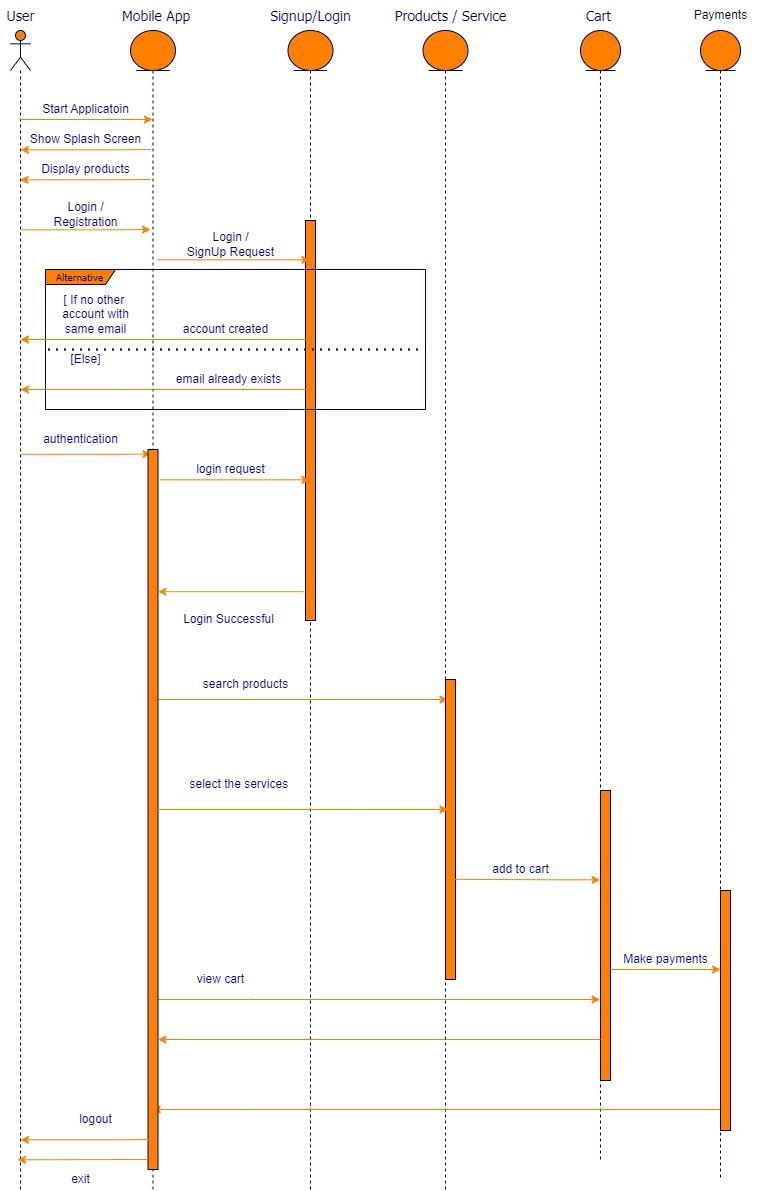 User
Mobile App
Signup/Login
Products / Service
Cart
Payments
Start Applicatoin
Show Splash Screen
Display products
Login /
Registration
Login /
SignUp Request
Alternative
[ If no other
account with
same email
account created
[Else]
email already exists
authentication
login request
Login Successful
search products
select the services
add to cart
Make payments
view cart
logout
exit